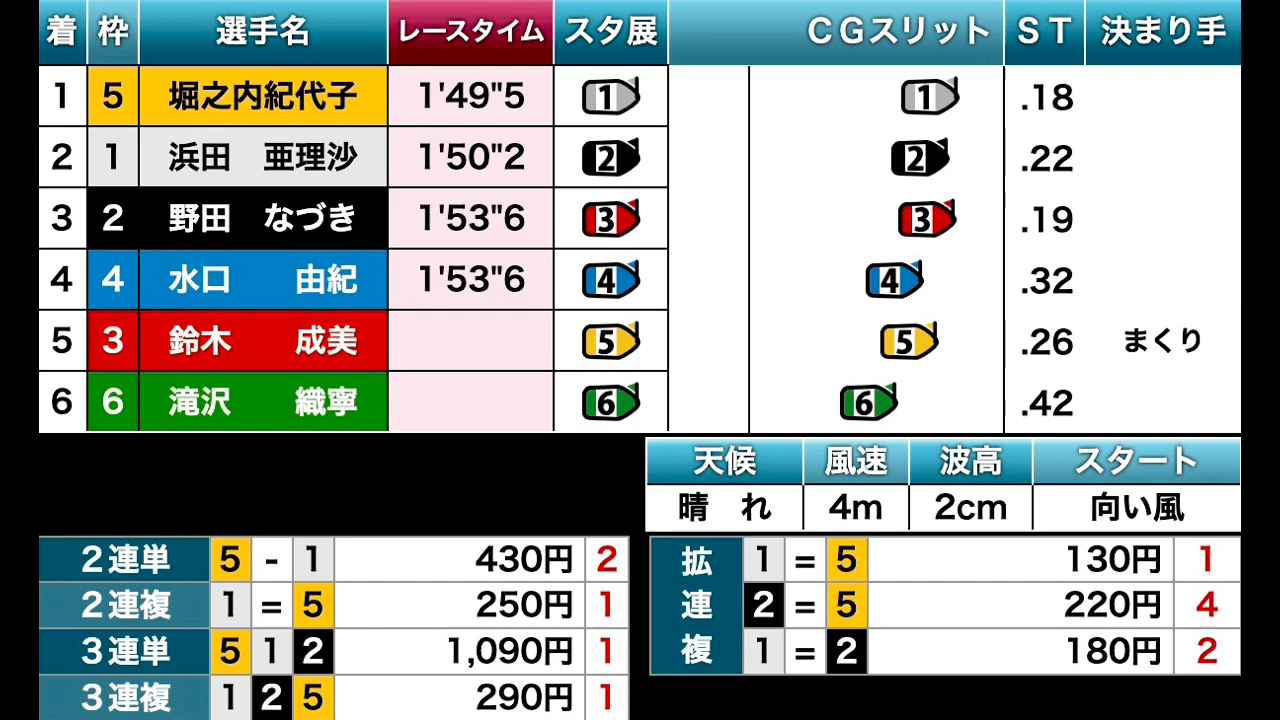 着 枠 選手名 レースタイム スタ展 CGスリット ST 決まり手
1 5 堀之内紀代子 1'49"5 1 1 .18
2 1 浜田 亜理沙 1'50"2 2 2 .22
3 2 野田 なづき 1'53"6 3 3 .19
4 4 水口 由紀 1'53"6 4 4 .32
5 3 鈴木 成美 5 5 .26 まくり
6 6 滝沢 織寧 6 6 .42
天候 風速 波高 スタート
晴 れ 4m 2cm 向い風
2連単 5 - 1 430円 2
2連複 1 = 5 250円 1
3連単 5 1 2 1,090円 1
3連複 1 2 5 290円 1
拡 1 = 5 130円 1
連 2 = 5 220円 4
複 1 = 2 180円 2